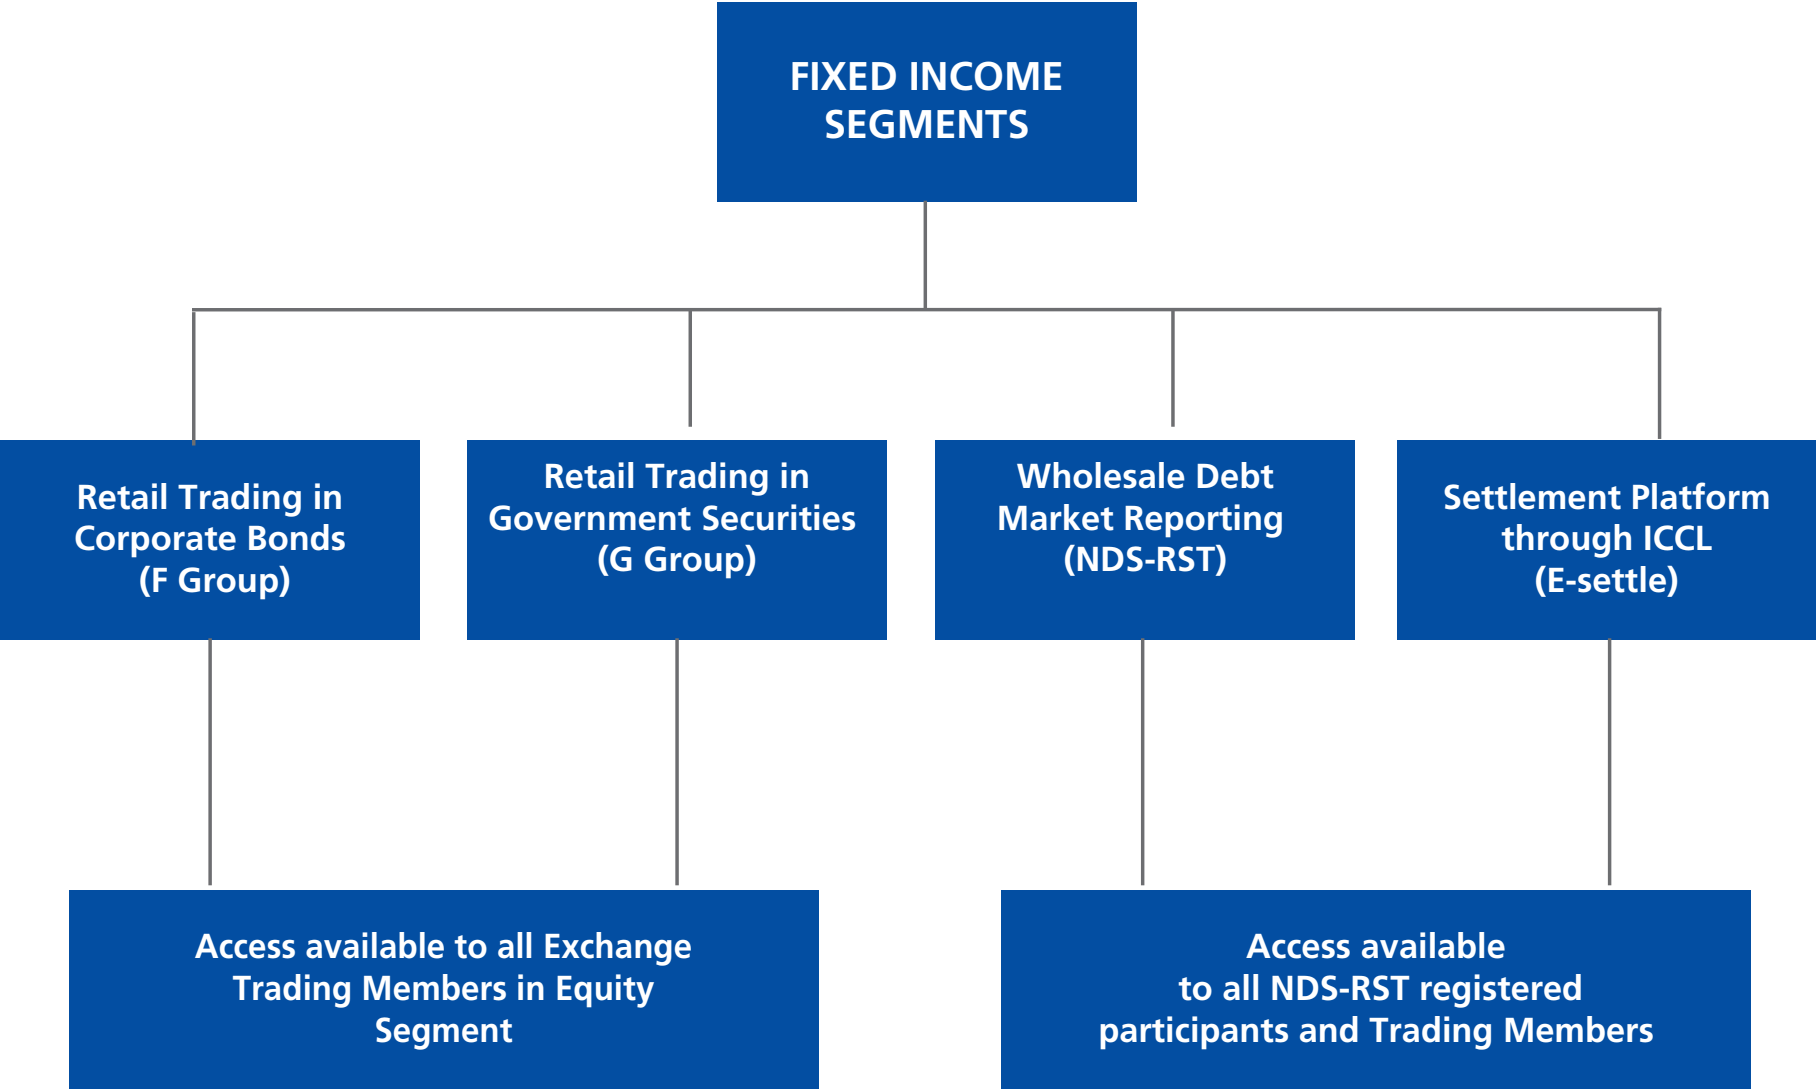 FIXED INCOME
SEGMENTS
Retail Trading in
Corporate Bonds
(F Group)
Retail Trading in
Government Securities
(G Group)
Wholesale Debt
Market Reporting
(NDS-RST)
Settlement Platform
through ICCL
(E-settle)
Access available to all Exchange
Trading Members in Equity
Segment
Access available
to all NDS-RST registered
participants and Trading Members